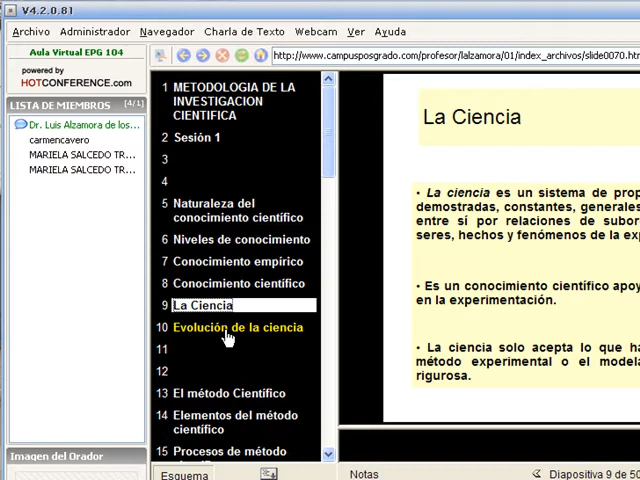 V4.2.0.81
Archivo Administrador Navegador Charla de Texto Webcam Ver Ayuda
Aula Virtual EPG 104
powered by
HOTCONFERENCE.com
http://www.campusposgrado.com/profesor/lalzamora/01/index_archivos/slide0070.htm
LISTA DE MIEMBROS [4/1]
Dr. Luis Alzamora de los...
carmencavero
MARIELA SALCEDO TR...
MARIELA SALCEDO TR...
Imagen del Orador
1 METODOLOGIA DE LA
INVESTIGACION
CIENTIFICA
2 Sesión 1
3
4
5 Naturaleza del
conocimiento científico
6 Niveles de conocimiento
7 Conocimiento empírico
8 Conocimiento científico
9 La Ciencia
10 Evolución de la ciencia
11
12
13 El método Científico
14 Elementos del método
científico
15 Procesos de método
Esquema
La Ciencia
• La ciencia es un sistema de prop
demostradas, constantes, generales
entre sí por relaciones de subor
seres, hechos y fenómenos de la exp
• Es un conocimiento científico apoy
en la experimentación.
• La ciencia solo acepta lo que ha
método experimental o el modela
rigurosa.
Notas
Diapositiva 9 de 50